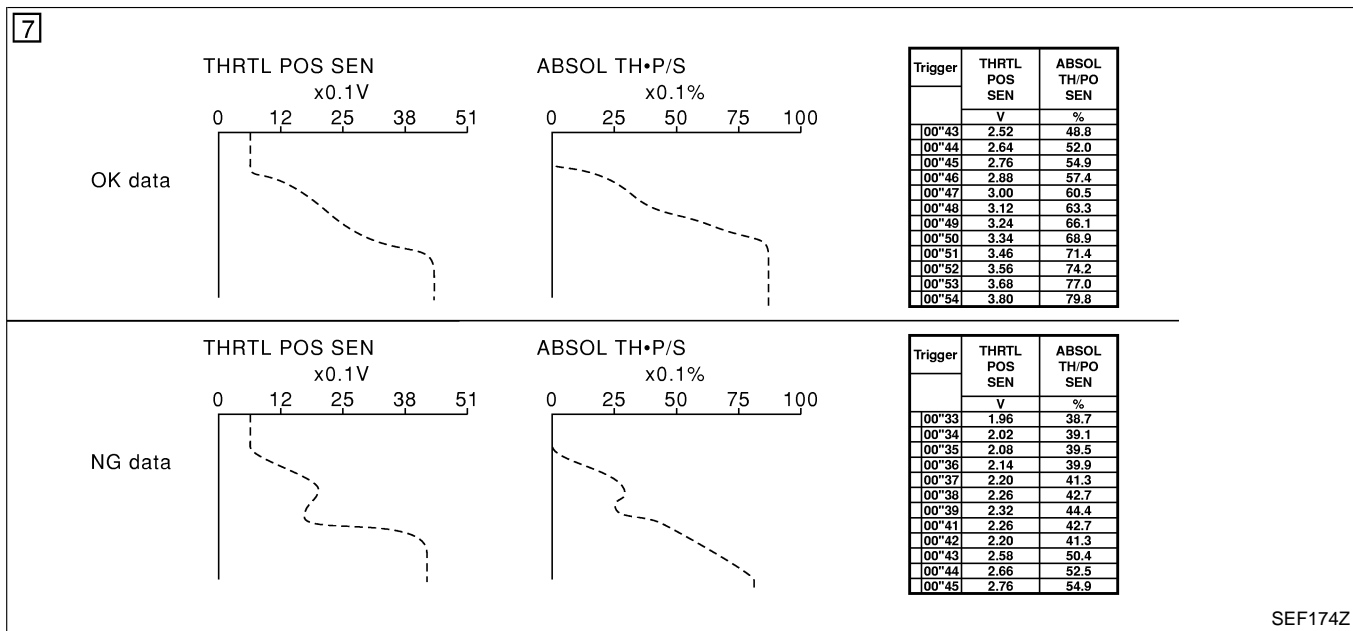 7
THRTL POS SEN
x0.1V
0 12 25 38 51
ABSOL TH•P/S
x0.1%
0 25 50 75 100
OK data
Trigger THRTL POS SEN ABSOL TH/PO SEN
V %
00"43 2.52 48.8
00"44 2.64 52.0
00"45 2.76 54.9
00"46 2.88 57.4
00"47 3.00 60.5
00"48 3.12 63.3
00"49 3.24 66.1
00"50 3.34 68.9
00"51 3.46 71.4
00"52 3.56 74.2
00"53 3.68 77.0
00"54 3.80 79.8
THRTL POS SEN
x0.1V
0 12 25 38 51
ABSOL TH•P/S
x0.1%
0 25 50 75 100
NG data
Trigger THRTL POS SEN ABSOL TH/PO SEN
V %
00"33 1.96 38.7
00"34 2.02 39.1
00"35 2.08 39.5
00"36 2.14 39.9
00"37 2.20 41.3
00"38 2.26 42.7
00"39 2.32 44.4
00"41 2.26 42.7
00"42 2.20 41.3
00"43 2.58 50.4
00"44 2.66 52.5
00"45 2.76 54.9
SEF174Z